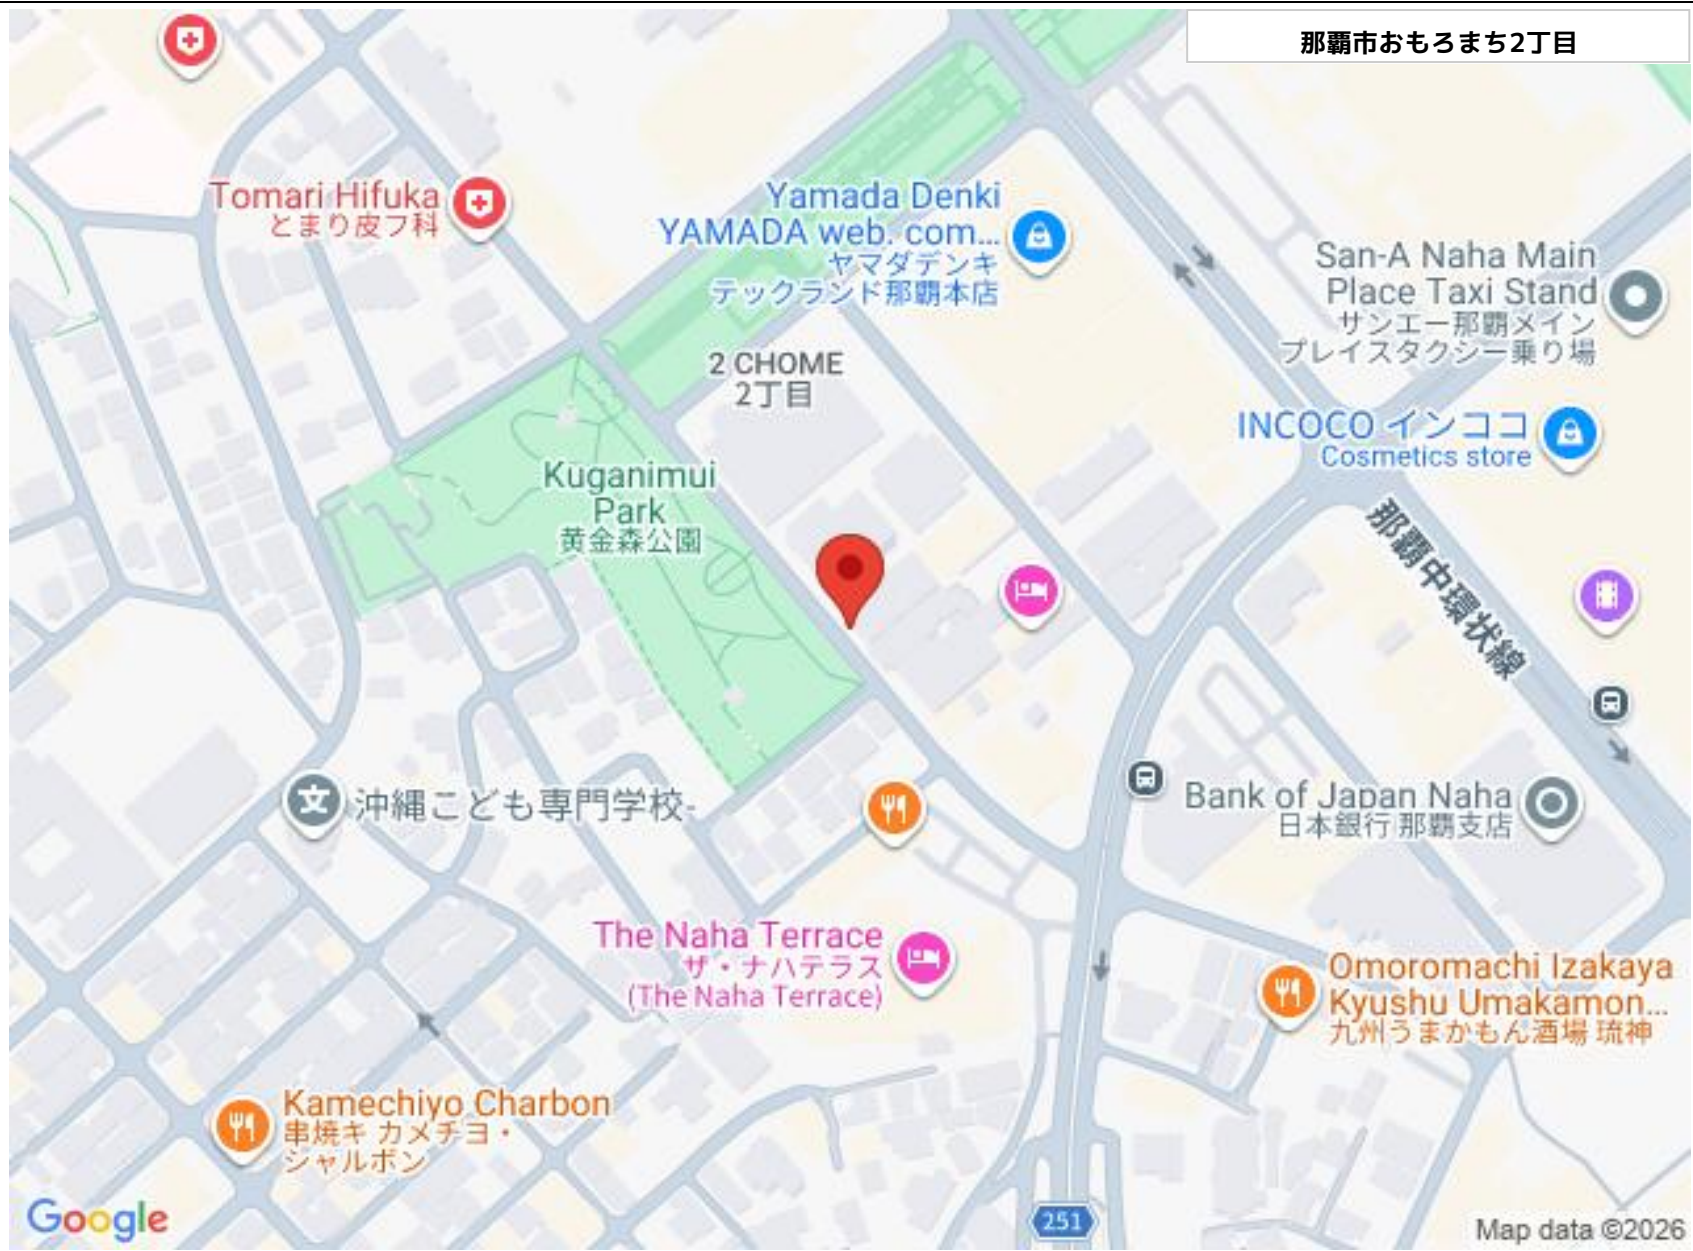 那覇市おもろまち2丁目
Tomari Hifuka
とまり皮フ科
Yamada Denki
YAMADA web. com...
ヤマダデンキ
テックランド那覇本店
San-A Naha Main
Place Taxi Stand
サンエー那覇メイン
プレイスタクシー乗り場
2 CHOME
2丁目
INCOCO インココ
Cosmetics store
Kuganimui
Park
黄金森公園
那覇中環状線
沖縄こども専門学校-
Bank of Japan Naha
日本銀行 那覇支店
The Naha Terrace
ザ・ナハテラス
(The Naha Terrace)
Omoromachi Izakaya
Kyushu Umakamon...
九州うまかもん酒場 琉神
Kamechiyo Charbon
串焼キ カメチヨ・
シャルボン
251
Google
Map data ©2026